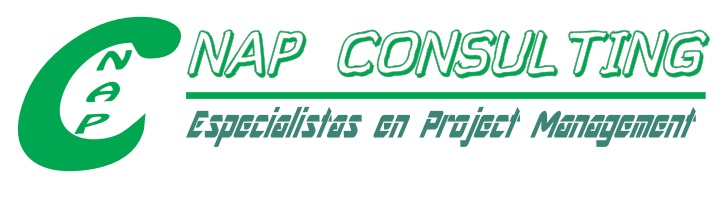 C
NAP
NAP CONSULTING
Especialistas en Project Management